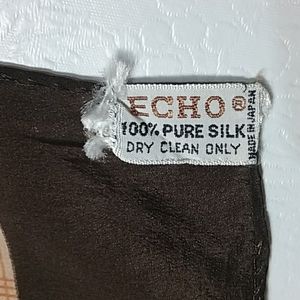 ECHO®
100% PURE SILK
DRY CLEAN ONLY
MADE IN JAPAN